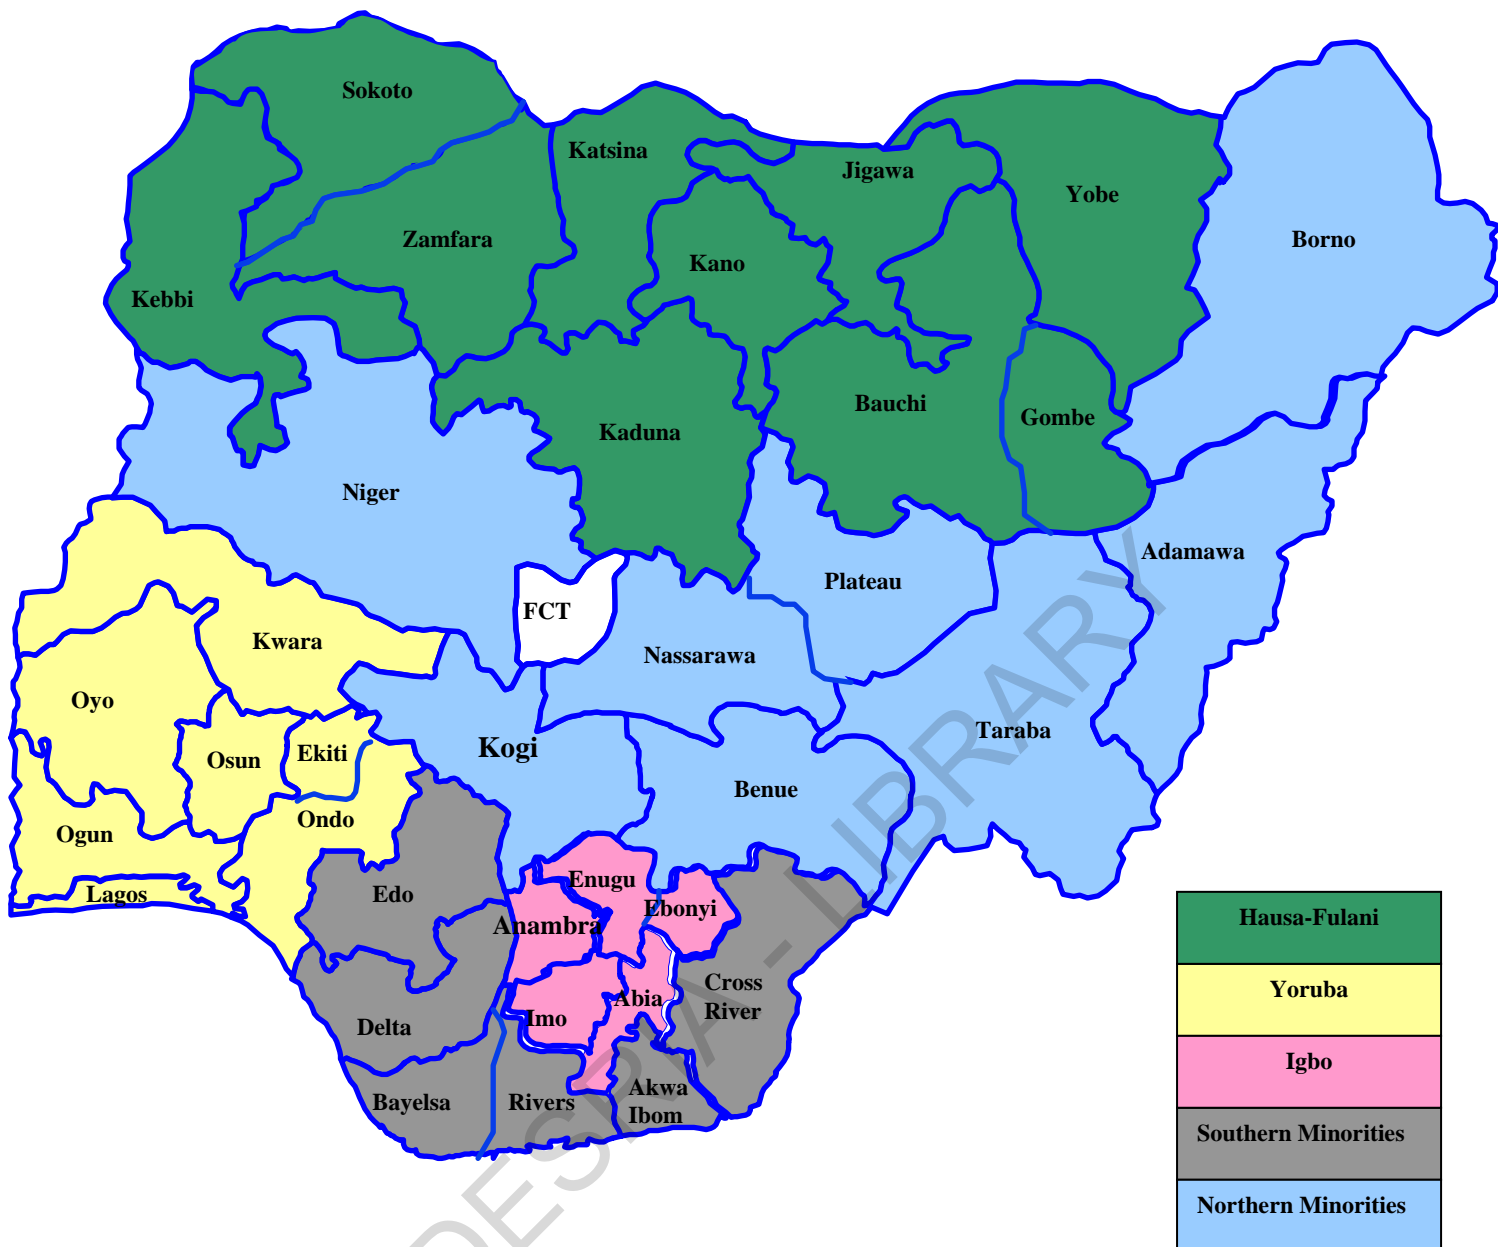 Sokoto
Katsina
Jigawa
Yobe
Zamfara
Borno
Kano
Kebbi
Bauchi
Gombe
Kaduna
Niger
Adamawa
Plateau
FCT
Kwara
Nassarawa
Oyo
Taraba
Kogi
Osun
Ekiti
Benue
Ondo
Ogun
Enugu
Edo
Lagos
Ebonyi
Anambra
Cross
River
Abia
Imo
Delta
Akwa
Ibom
Bayelsa
Rivers
Hausa-Fulani
Yoruba
Igbo
Southern Minorities
Northern Minorities
DESRIA - LIBRARY